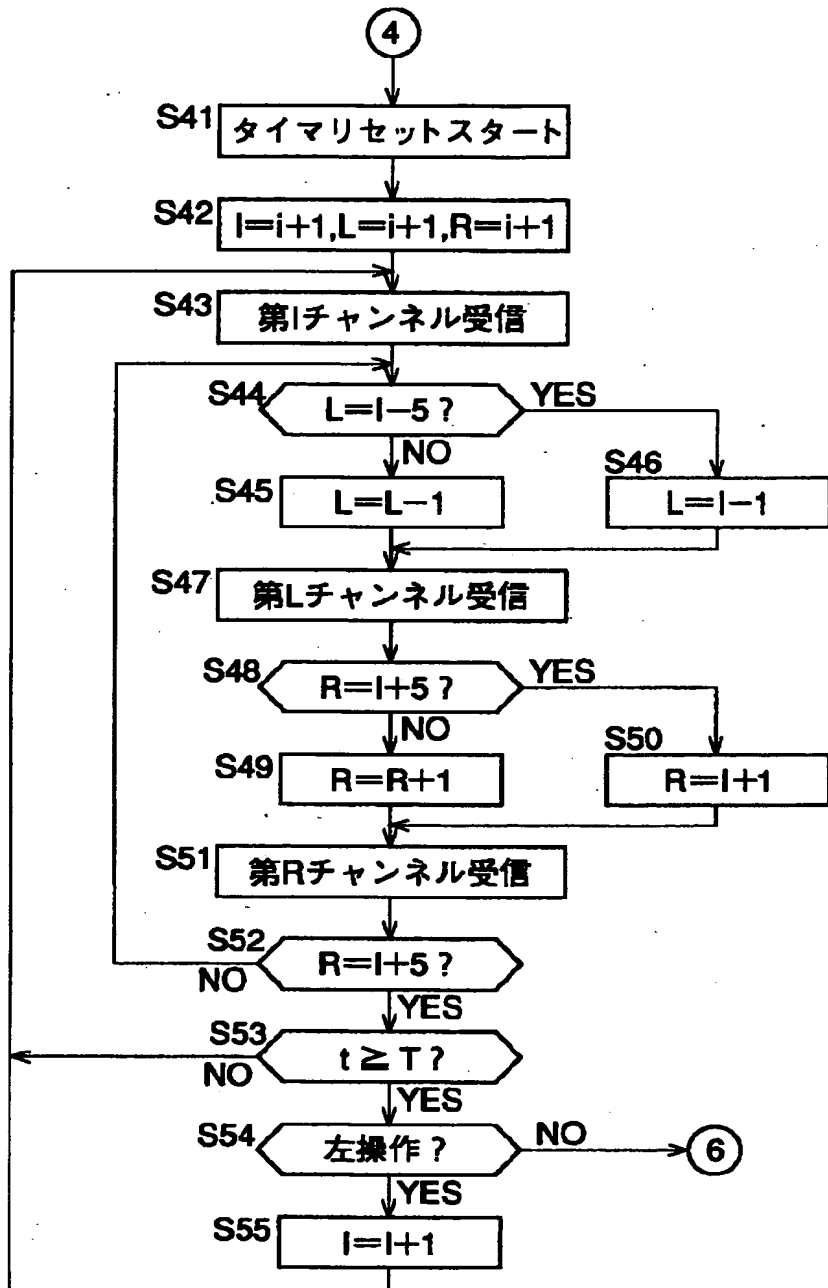 4
S41 タイマリセットスタート
S42 I=i+1,L=i+1,R=i+1
S43 第Iチャンネル受信
S44 L=I-5? YES
NO
S45 L=L-1
S46 L=I-1
S47 第Lチャンネル受信
S48 R=I+5? YES
NO
S49 R=R+1
S50 R=I+1
S51 第Rチャンネル受信
S52 R=I+5?
NO
YES
S53 t≧T?
NO
YES
S54 左操作? NO 6
YES
S55 I=I+1